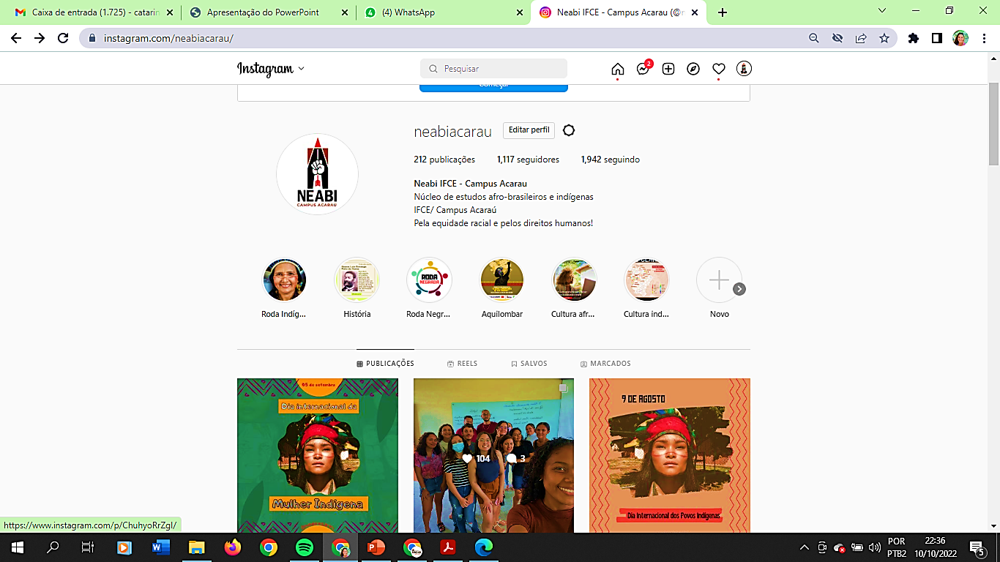 Caixa de entrada (1.725) - catarin
Apresentação do PowerPoint
(4) WhatsApp
Neabi IFCE - Campus Acarau (@r
instagram.com/neabiacarau/
Instagram
Pesquisar
2
Começar
neabiacarau
Editar perfil
212 publicações
1,117 seguidores
1,942 seguindo
Neabi IFCE - Campus Acarau
Núcleo de estudos afro-brasileiros e indígenas
IFCE/ Campus Acaraú
Pela equidade racial e pelos direitos humanos!
NEABI
CAMPUS ACARAU
RODA
NEGRADA
Roda Indíg...
História
Roda Negr...
Aquilombar
Cultura afr...
Cultura ind...
Novo
PUBLICAÇÕES
REELS
SALVOS
MARCADOS
05 de setembro
Dia internacional da
Mulher Indígena
104
3
9 DE AGOSTO
Dia Internacional dos Povos Indígenas
https://www.instagram.com/p/ChuhyoRrZgI/
POR
PTB2
22:36
10/10/2022
5